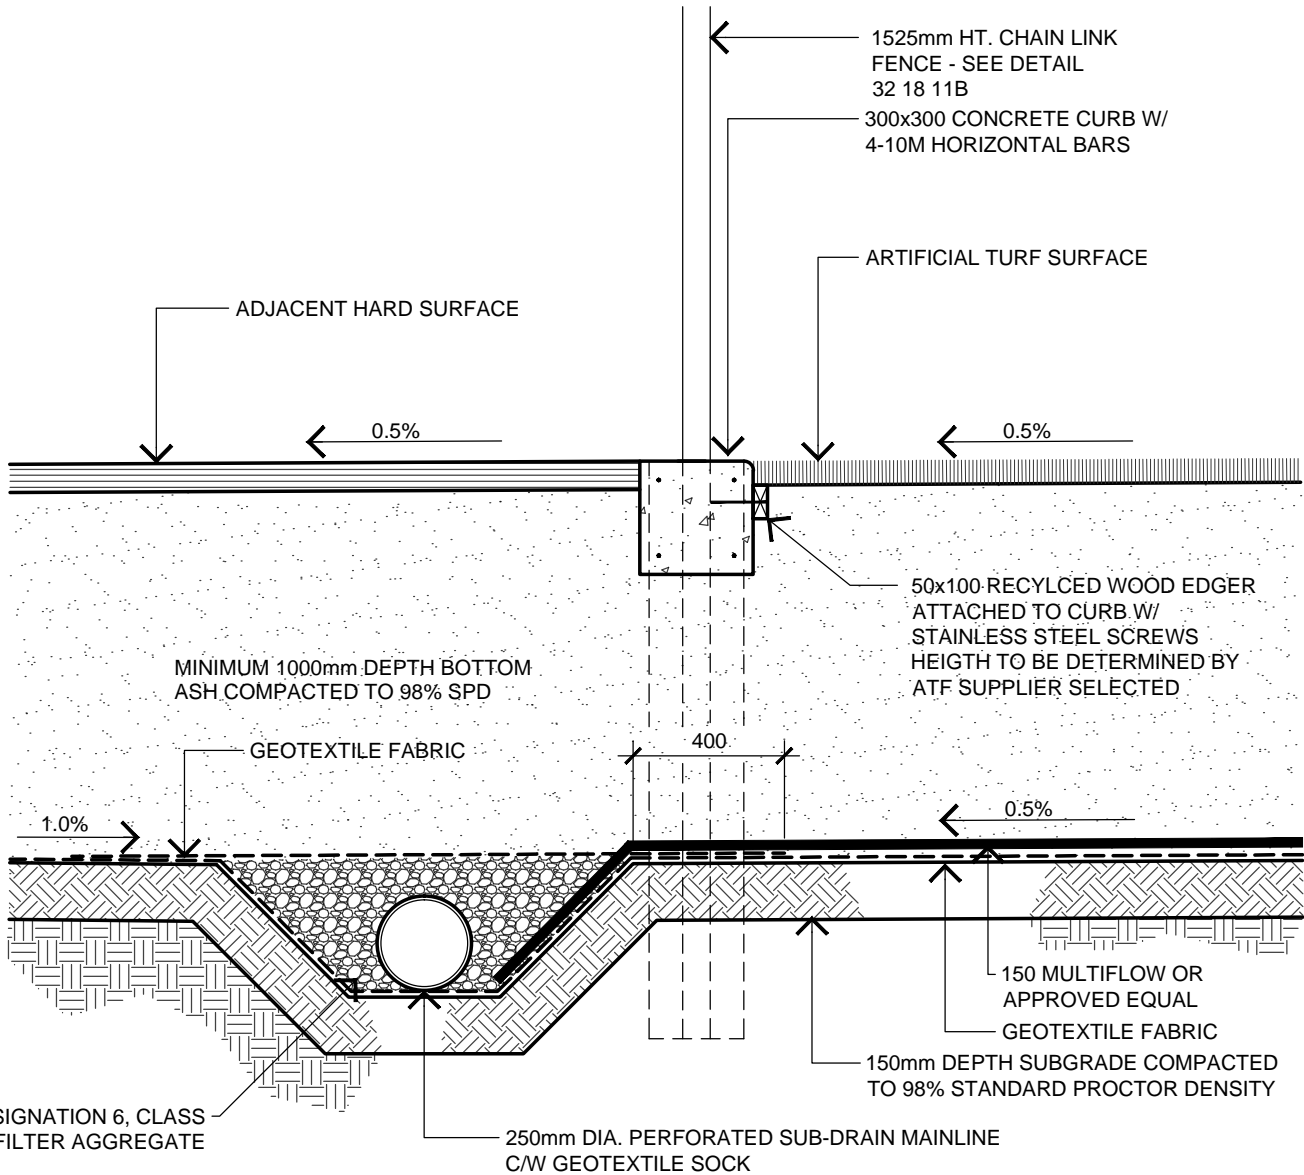 1525mm HT. CHAIN LINK
FENCE - SEE DETAIL
32 18 11B
300x300 CONCRETE CURB W/
4-10M HORIZONTAL BARS
ARTIFICIAL TURF SURFACE
ADJACENT HARD SURFACE
0.5%
0.5%
50x100 RECYLCED WOOD EDGER
ATTACHED TO CURB W/
STAINLESS STEEL SCREWS
HEIGTH TO BE DETERMINED BY
ATF SUPPLIER SELECTED
MINIMUM 1000mm DEPTH BOTTOM
ASH COMPACTED TO 98% SPD
GEOTEXTILE FABRIC
400
1.0%
0.5%
150 MULTIFLOW OR
APPROVED EQUAL
GEOTEXTILE FABRIC
150mm DEPTH SUBGRADE COMPACTED
TO 98% STANDARD PROCTOR DENSITY
SIGNATION 6, CLASS
FILTER AGGREGATE
250mm DIA. PERFORATED SUB-DRAIN MAINLINE
C/W GEOTEXTILE SOCK